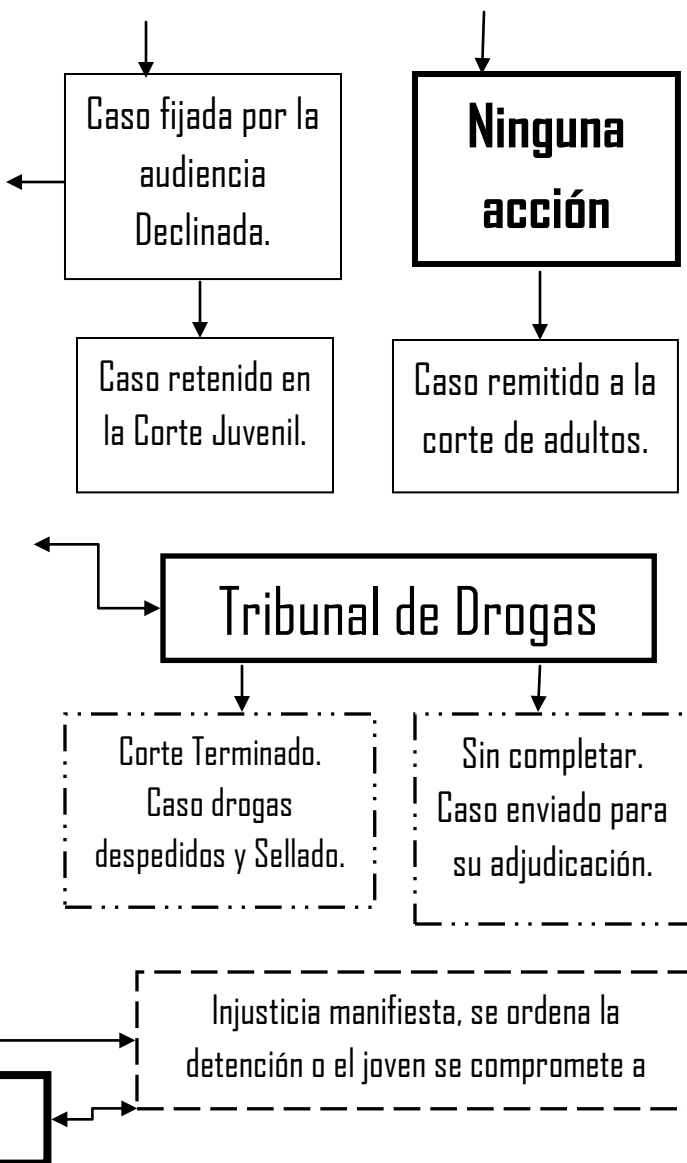 Caso fijada por la
audiencia
Declinada.
Ninguna
acción
Caso retenido en
la Corte Juvenil.
Caso remitido a la
corte de adultos.
Tribunal de Drogas
Corte Terminado.
Caso drogas
despedidos y Sellado.
Sin completar.
Caso enviado para
su adjudicación.
Injusticia manifiesta, se ordena la
detención o el joven se compromete a